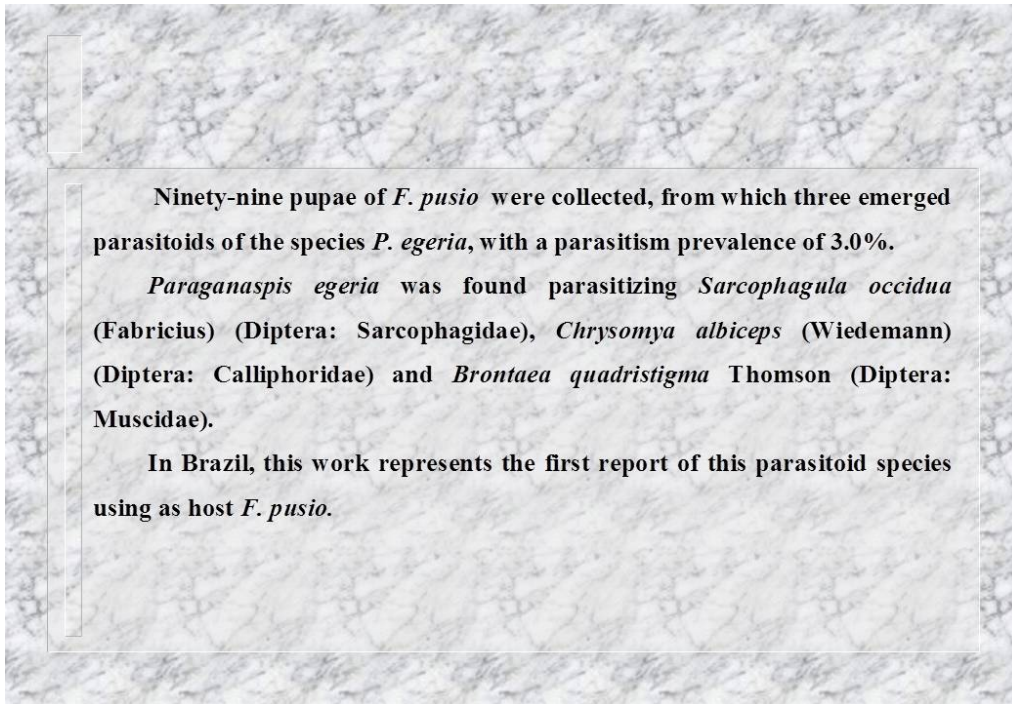 Ninety-nine pupae of F. pusio were collected, from which three emerged
parasitoids of the species P. egeria, with a parasitism prevalence of 3.0%.
Paraganaspis egeria was found parasitizing Sarcophagula occidua
(Fabricius) (Diptera: Sarcophagidae), Chrysomya albiceps (Wiedemann)
(Diptera: Calliphoridae) and Brontaea quadristigma Thomson (Diptera:
Muscidae).
In Brazil, this work represents the first report of this parasitoid species
using as host F. pusio.